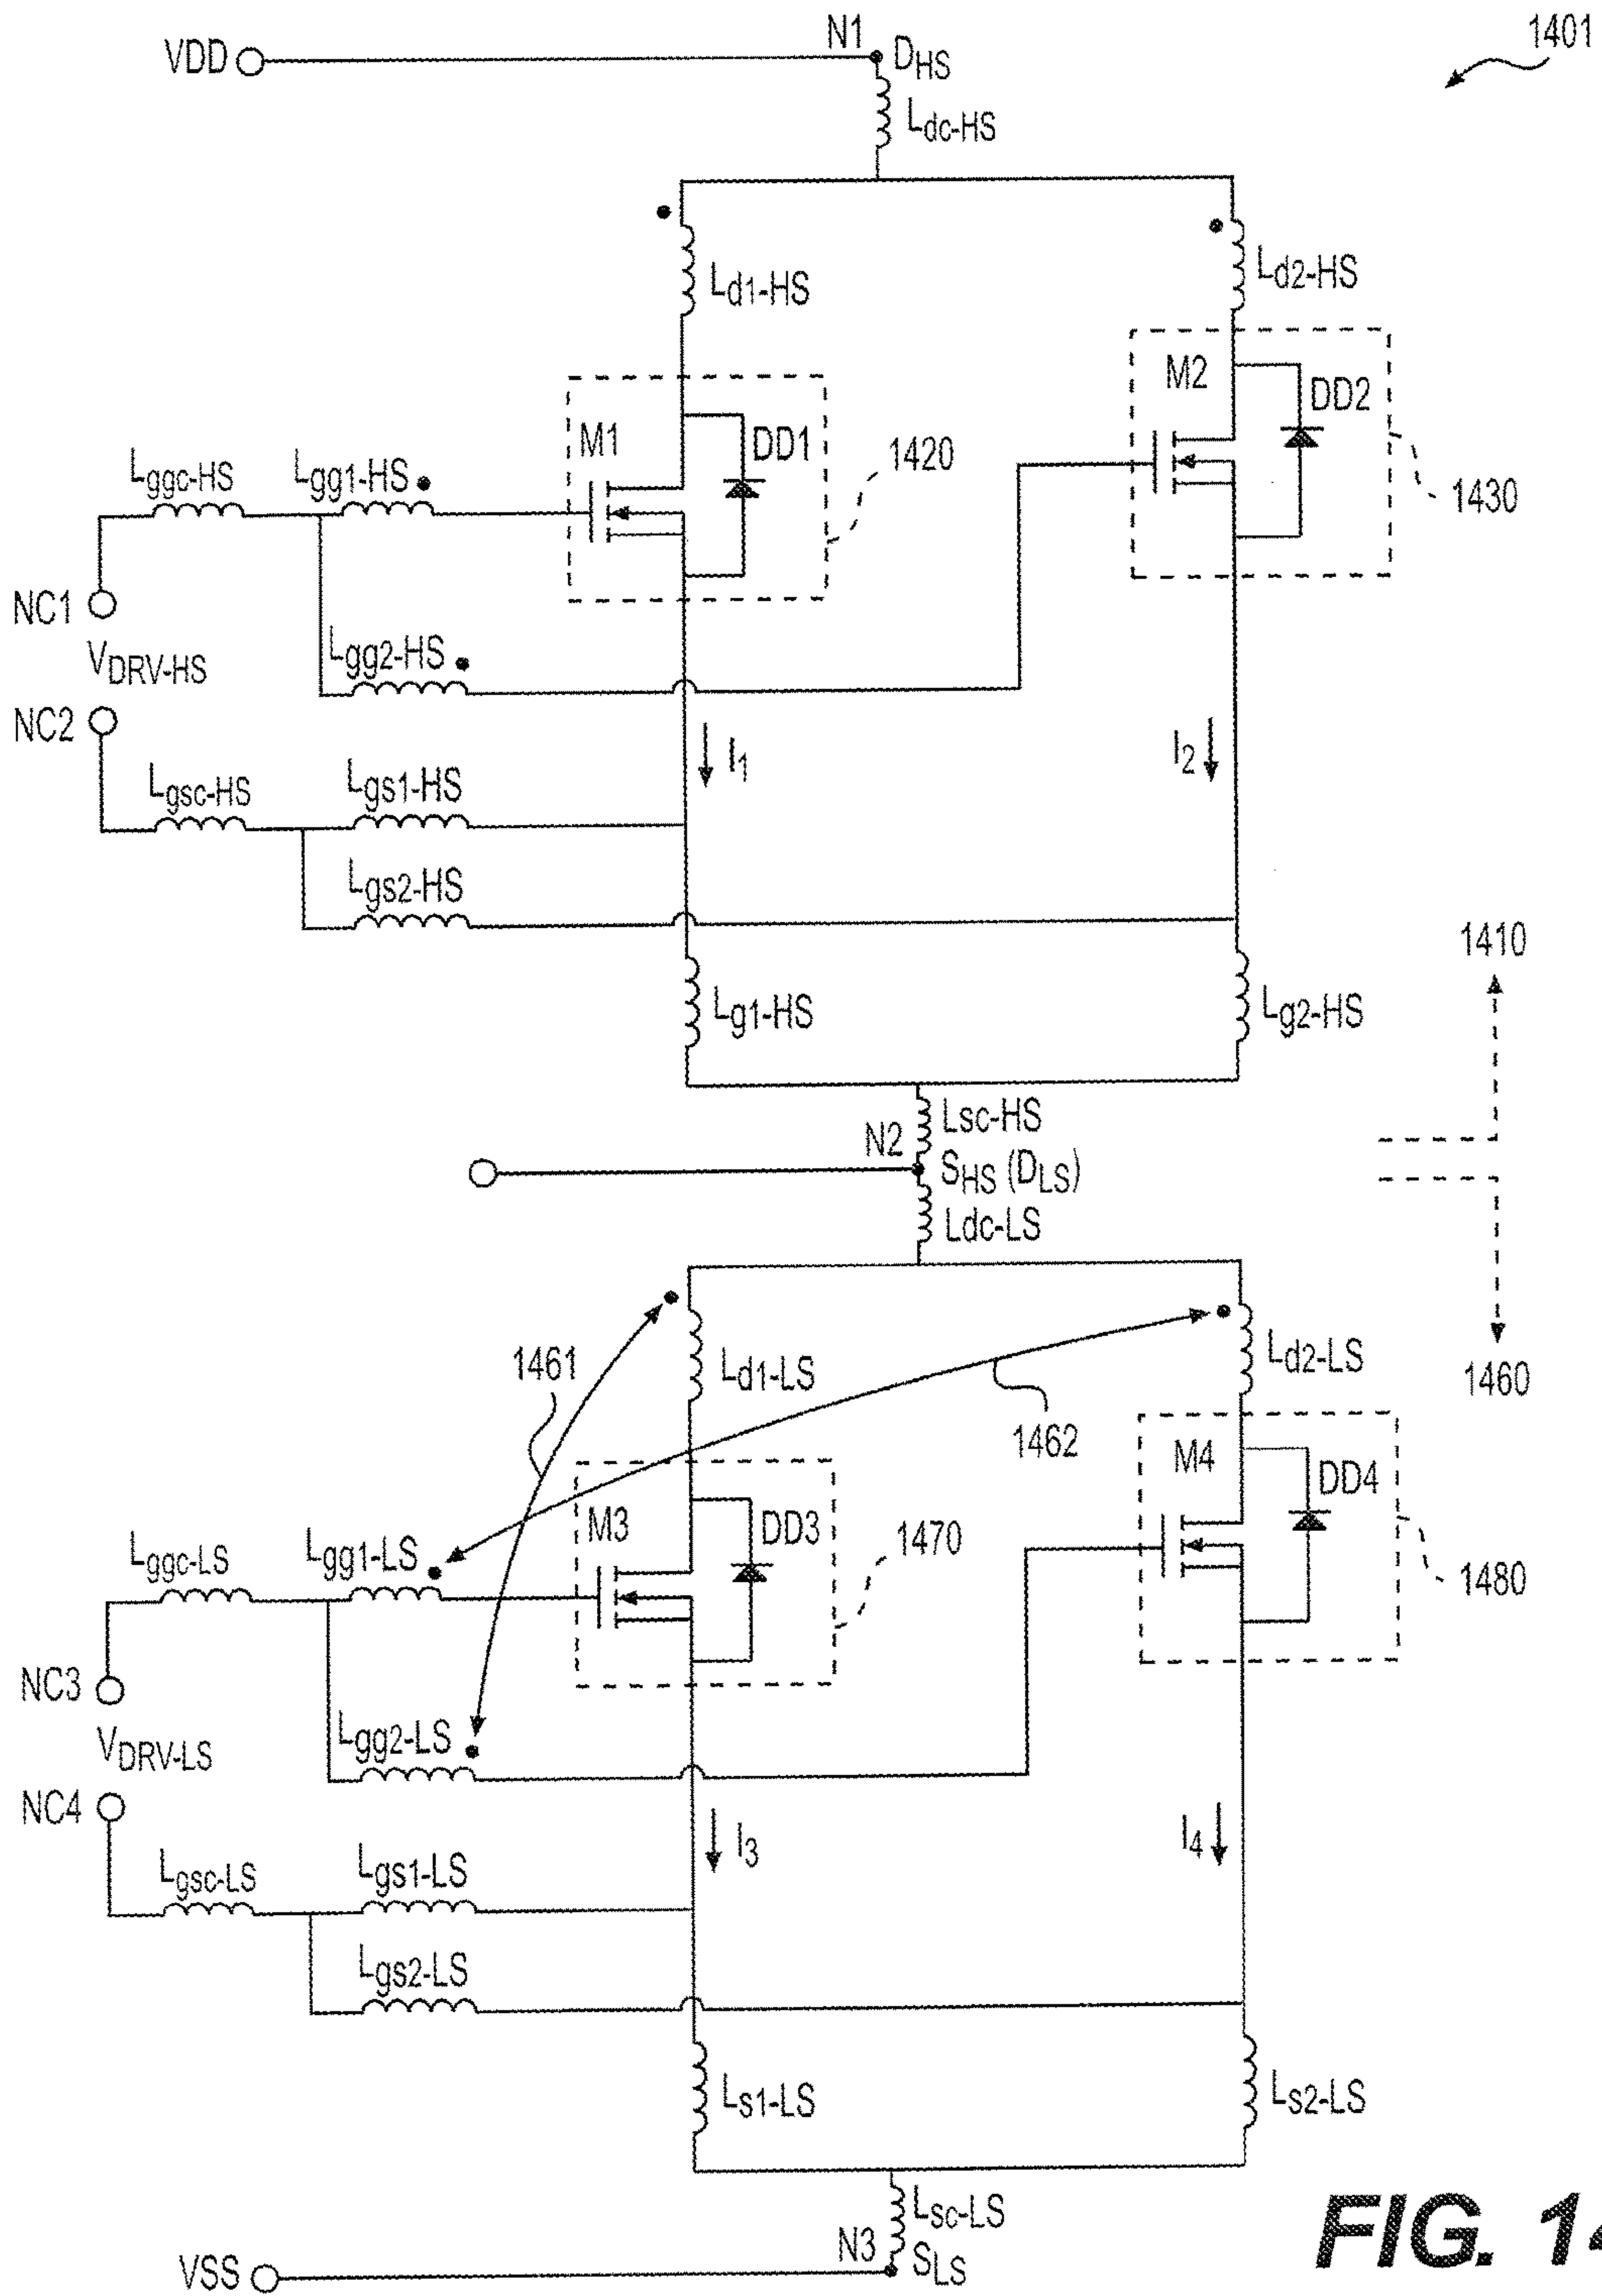 1401
VDD
N1
DHS
Ldc-HS
Ld1-HS
Ld2-HS
M1
DD1
M2
DD2
1420
1430
Lggc-HS
Lgg1-HS
NC1
VDRV-HS
Lgg2-HS
NC2
I1
I2
Lgsc-HS
Lgs1-HS
Lgs2-HS
1410
Lg1-HS
Lg2-HS
Lsc-HS
N2
SHS (DLS)
Ldc-LS
1460
1461
Ld1-LS
1462
Ld2-LS
M3
DD3
M4
DD4
1470
1480
Lggc-LS
Lgg1-LS
NC3
VDRV-LS
Lgg2-LS
NC4
I3
I4
Lgsc-LS
Lgs1-LS
Lgs2-LS
Ls1-LS
Ls2-LS
Lsc-LS
N3
SLS
VSS
FIG. 14